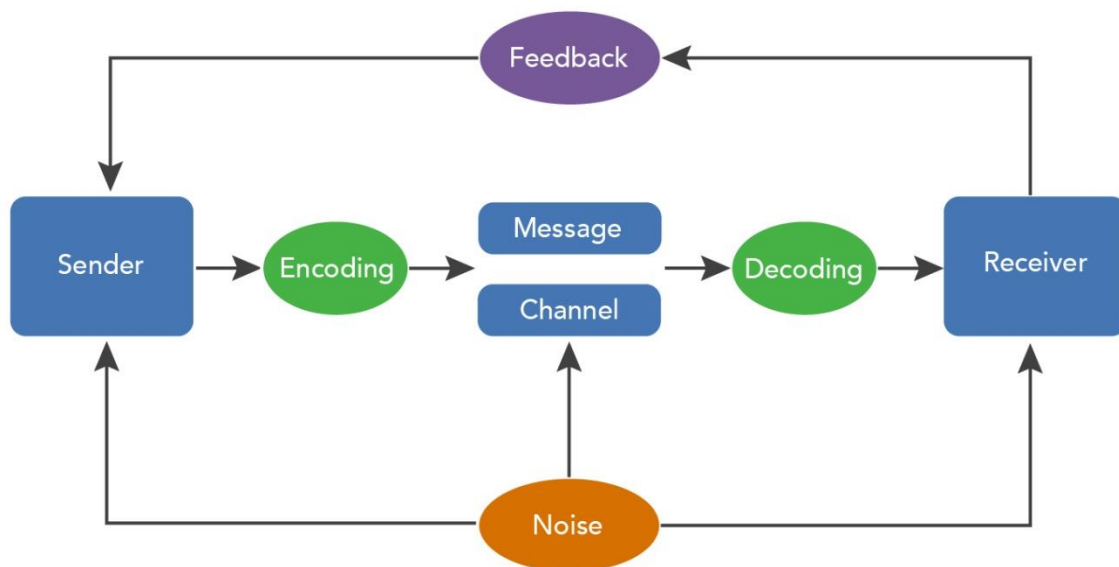 Feedback
Sender
Encoding
Message
Channel
Decoding
Receiver
Noise